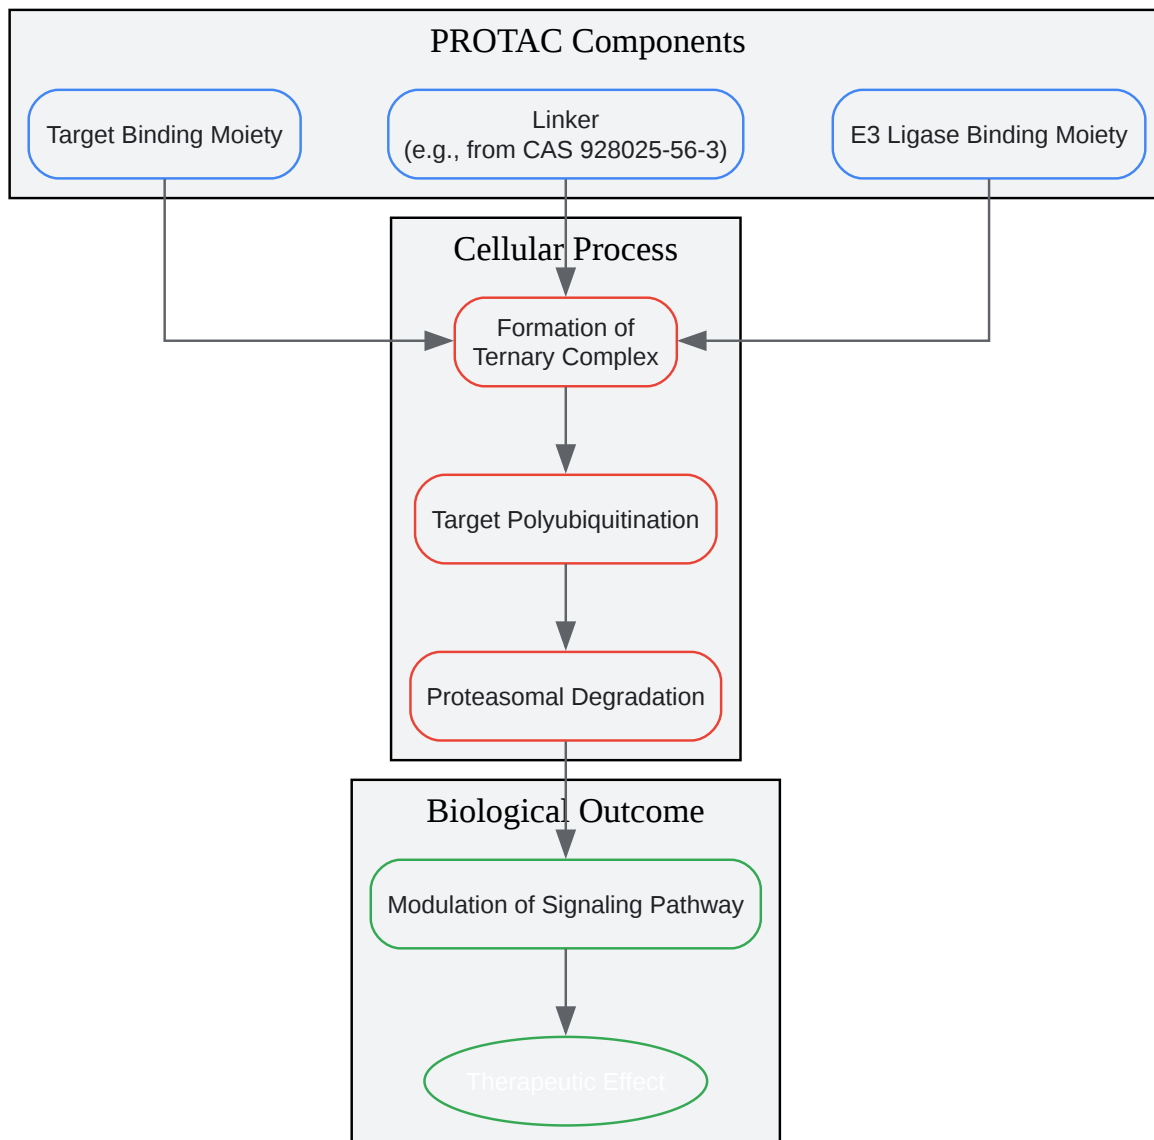 PROTAC Components
Target Binding Moiety
Linker
(e.g., from CAS 928025-56-3)
E3 Ligase Binding Moiety
Cellular Process
Formation of
Ternary Complex
Target Polyubiquitination
Proteasomal Degradation
Biological Outcome
Modulation of Signaling Pathway
Therapeutic Effect